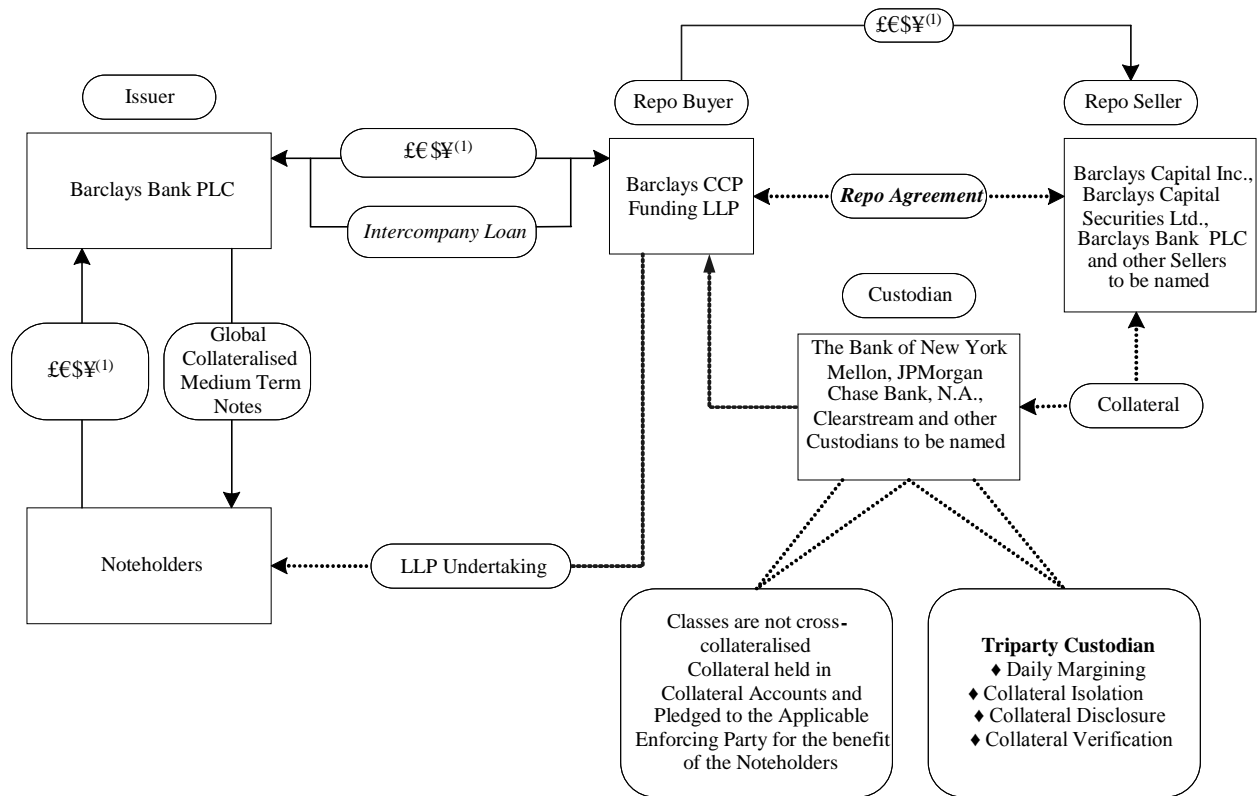 £€$¥(1)
Issuer
Repo Buyer
Repo Seller
£€$¥(1)
Barclays Bank PLC
Intercompany Loan
Barclays CCP
Funding LLP
Repo Agreement
Barclays Capital Inc.,
Barclays Capital
Securities Ltd.,
Barclays Bank PLC
and other Sellers
to be named
Custodian
£€$¥(1)
Global
Collateralised
Medium Term
Notes
The Bank of New York
Mellon, JPMorgan
Chase Bank, N.A.,
Clearstream and other
Custodians to be named
Collateral
Noteholders
LLP Undertaking
Classes are not cross-
collateralised
Collateral held in
Collateral Accounts and
Pledged to the Applicable
Enforcing Party for the benefit
of the Noteholders
Triparty Custodian
♦ Daily Margining
♦ Collateral Isolation
♦ Collateral Disclosure
♦ Collateral Verification